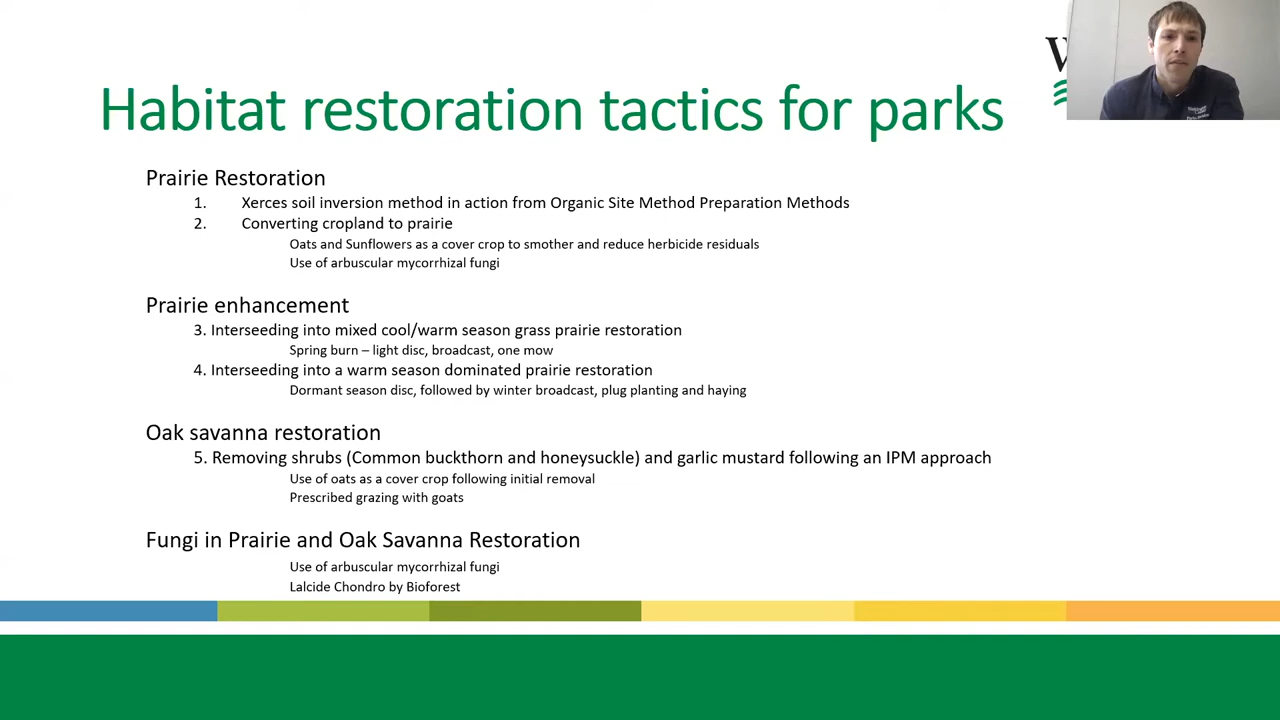 Habitat restoration tactics for parks
Prairie Restoration
1. Xerces soil inversion method in action from Organic Site Method Preparation Methods
2. Converting cropland to prairie
Oats and Sunflowers as a cover crop to smother and reduce herbicide residuals
Use of arbuscular mycorrhizal fungi
Prairie enhancement
3. Interseeding into mixed cool/warm season grass prairie restoration
Spring burn – light disc, broadcast, one mow
4. Interseeding into a warm season dominated prairie restoration
Dormant season disc, followed by winter broadcast, plug planting and haying
Oak savanna restoration
5. Removing shrubs (Common buckthorn and honeysuckle) and garlic mustard following an IPM approach
Use of oats as a cover crop following initial removal
Prescribed grazing with goats
Fungi in Prairie and Oak Savanna Restoration
Use of arbuscular mycorrhizal fungi
Lalcide Chondro by Bioforest